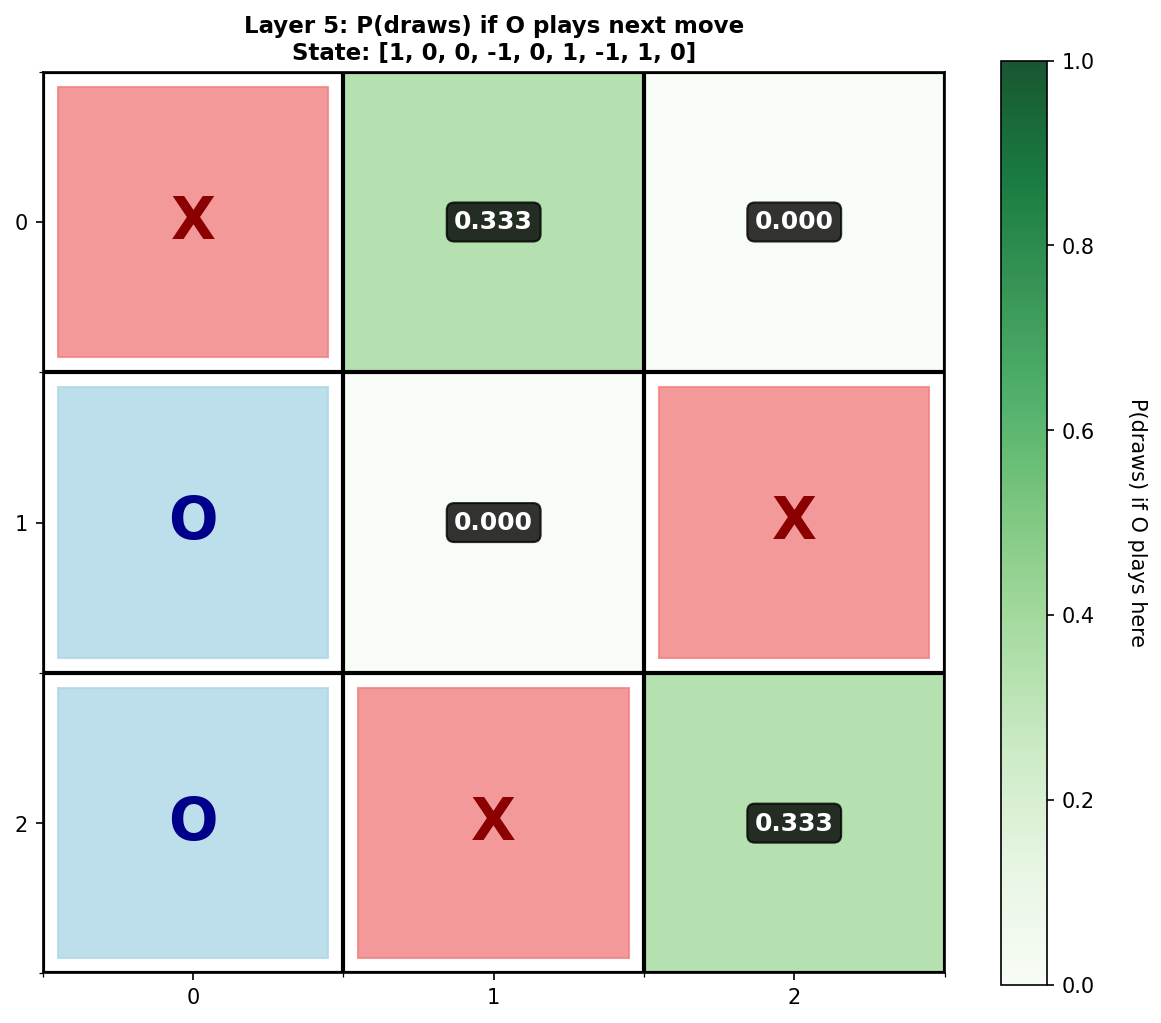 Layer 5: P(draws) if O plays next move
State: [1, 0, 0, -1, 0, 1, -1, 1, 0]
X
0.333
0.000
O
0.000
X
O
X
0.333
0
1
2
0
1
2
1.0
0.8
0.6
0.4
0.2
0.0
P(draws) if O plays here